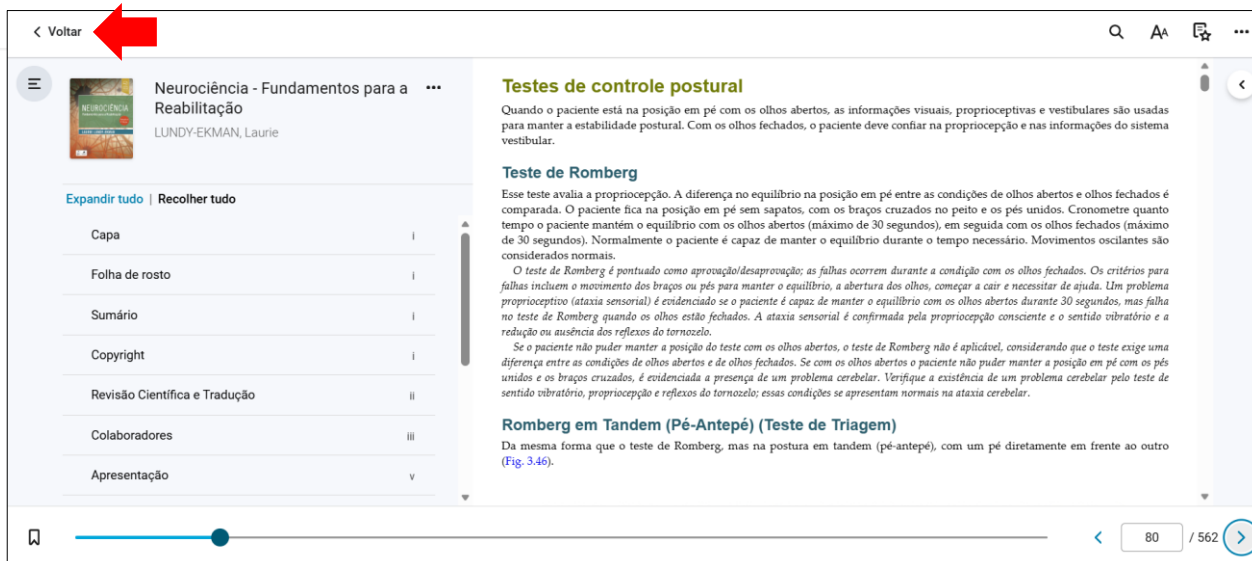 Voltar
Neurociência - Fundamentos para a
Reabilitação
LUNDY-EKMAN, Laurie
NEUROCIÊNCIA
Expandir tudo | Recolher tudo
Capa i
Folha de rosto i
Sumário i
Copyright i
Revisão Científica e Tradução ii
Colaboradores iii
Apresentação v
Testes de controle postural
Quando o paciente está na posição em pé com os olhos abertos, as informações visuais, proprioceptivas e vestibulares são usadas
para manter a estabilidade postural. Com os olhos fechados, o paciente deve confiar na propriocepção e nas informações do sistema
vestibular.
Teste de Romberg
Esse teste avalia a propriocepção. A diferença no equilíbrio na posição em pé entre as condições de olhos abertos e olhos fechados é
comparada. O paciente fica na posição em pé sem sapatos, com os braços cruzados no peito e os pés unidos. Cronometre quanto
tempo o paciente mantém o equilíbrio com os olhos abertos (máximo de 30 segundos), em seguida com os olhos fechados (máximo
de 30 segundos). Normalmente o paciente é capaz de manter o equilíbrio durante o tempo necessário. Movimentos oscilantes são
considerados normais.
O teste de Romberg é pontuado como aprovação/desaprovação; as falhas ocorrem durante a condição com os olhos fechados. Os critérios para
falhas incluem o movimento dos braços ou pés para manter o equilíbrio, a abertura dos olhos, começar a cair e necessitar de ajuda. Um problema
proprioceptivo (ataxia sensorial) é evidenciado se o paciente é capaz de manter o equilíbrio com os olhos abertos durante 30 segundos, mas falha
no teste de Romberg quando os olhos estão fechados. A ataxia sensorial é confirmada pela propriocepção consciente e o sentido vibratório e a
redução ou ausência dos reflexos do tornozelo.
Se o paciente não puder manter a posição do teste com os olhos abertos, o teste de Romberg não é aplicável, considerando que o teste exige uma
diferença entre as condições de olhos abertos e de olhos fechados. Se com os olhos abertos o paciente não puder manter a posição em pé com os pés
unidos e os braços cruzados, é evidenciada a presença de um problema cerebelar. Verifique a existência de um problema cerebelar pelo teste de
sentido vibratório, propriocepção e reflexos do tornozelo; essas condições se apresentam normais na ataxia cerebelar.
Romberg em Tandem (Pé-Antepé) (Teste de Triagem)
Da mesma forma que o teste de Romberg, mas na postura em tandem (pé-antepé), com um pé diretamente em frente ao outro
(Fig. 3.46).
80 / 562